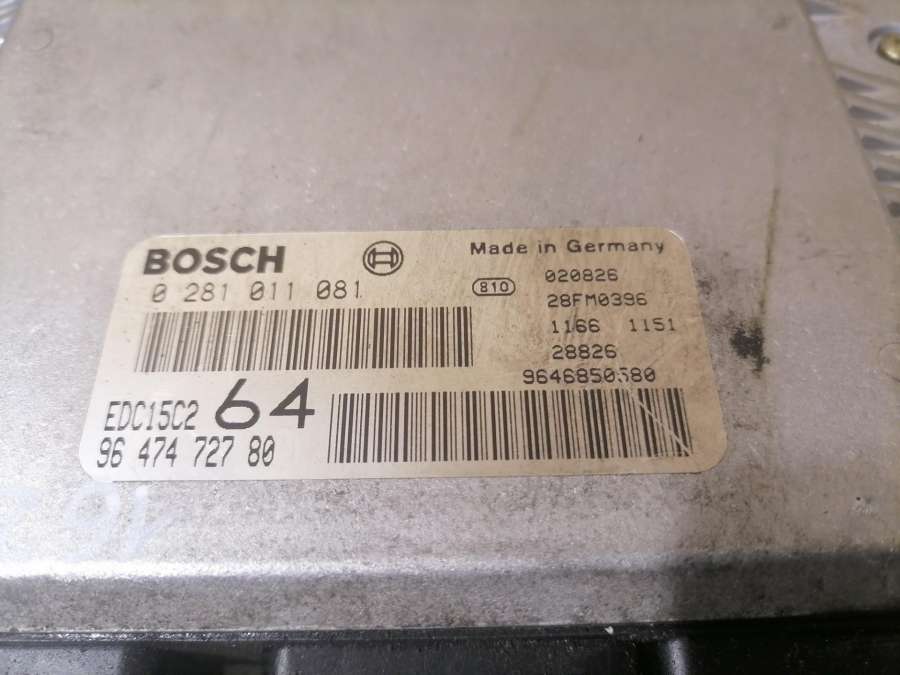 BOSCH
Made in Germany
0 281 011 081
810
020826
28FM0396
1166 1151
28826
9646850580
EDC15C2 64
96 474 727 80